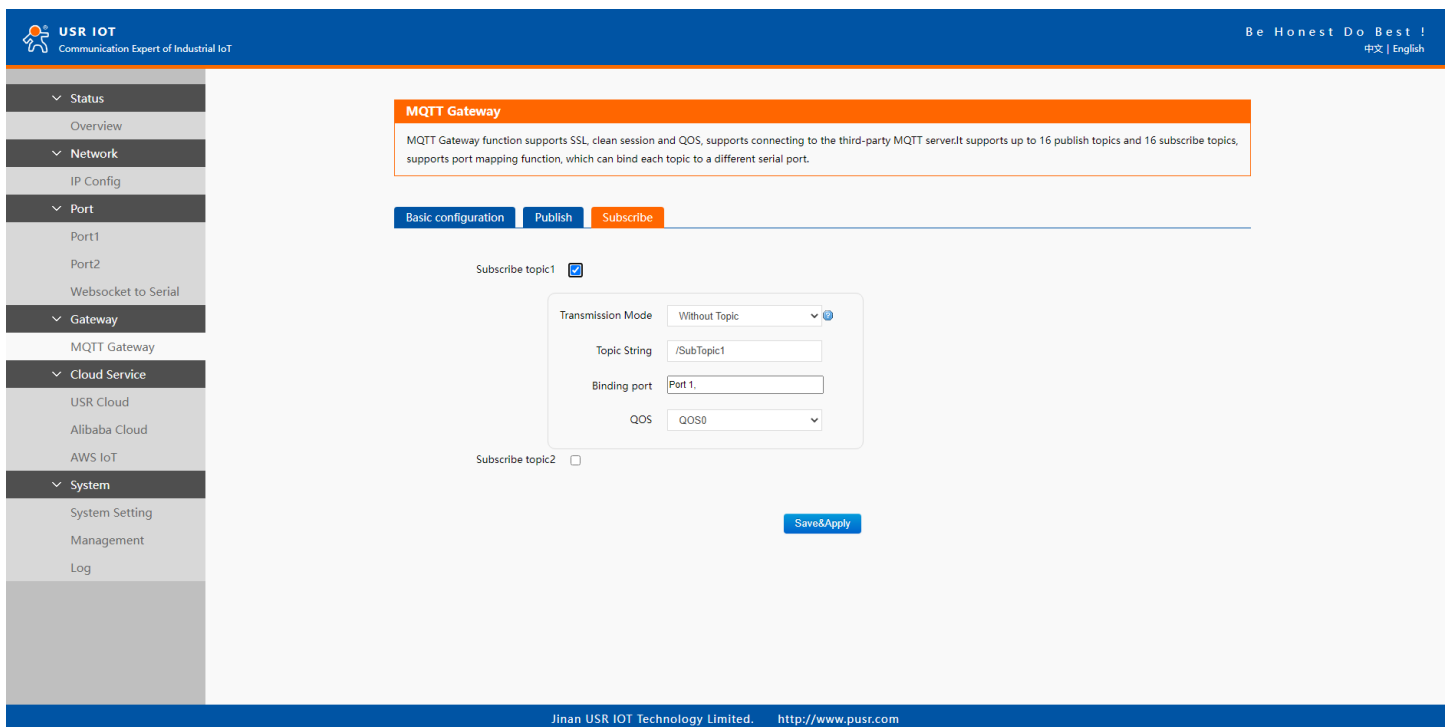 USR IOT
Communication Expert of Industrial IoT
Be Honest Do Best !
中文 | English
Status
Overview
Network
IP Config
Port
Port1
Port2
Websocket to Serial
Gateway
MQTT Gateway
Cloud Service
USR Cloud
Alibaba Cloud
AWS IoT
System
System Setting
Management
Log
MQTT Gateway
MQTT Gateway function supports SSL, clean session and QOS, supports connecting to the third-party MQTT server.It supports up to 16 publish topics and 16 subscribe topics,
supports port mapping function, which can bind each topic to a different serial port.
Basic configuration Publish Subscribe
Subscribe topic1
Transmission Mode Without Topic
Topic String /SubTopic1
Binding port Port 1,
QOS QOS0
Subscribe topic2
Save&Apply
Jinan USR IOT Technology Limited. http://www.pusr.com